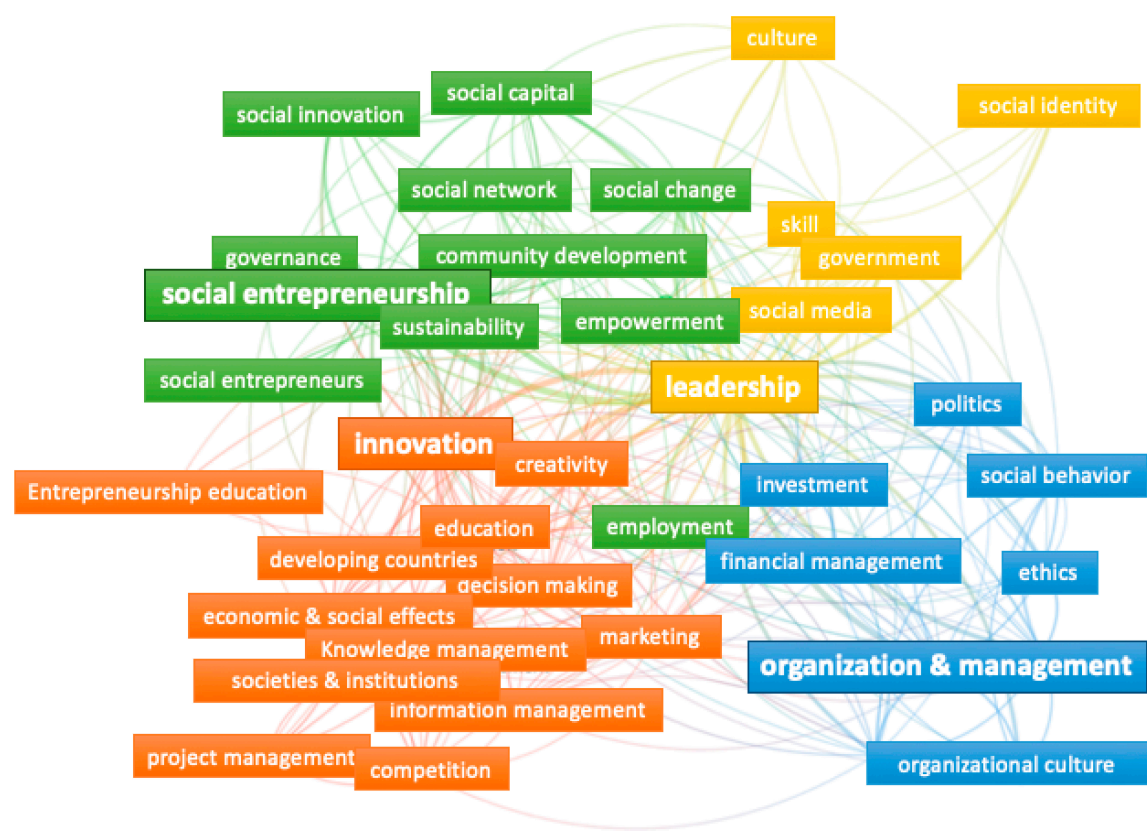 culture
social capital
social identity
social innovation
social network
social change
skill
governance
community development
government
social entrepreneurship
social media
sustainability
empowerment
social entrepreneurs
leadership
politics
innovation
creativity
social behavior
investment
Entrepreneurship education
education
employment
developing countries
financial management
ethics
decision making
economic & social effects
marketing
Knowledge management
organization & management
societies & institutions
information management
project management
organizational culture
competition